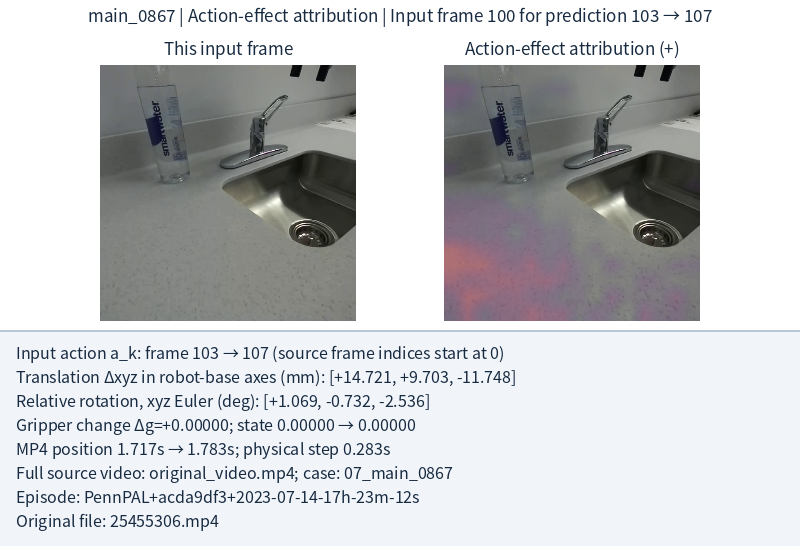 main_0867 | Action-effect attribution | Input frame 100 for prediction 103 → 107
This input frame
Action-effect attribution (+)
smartwater
smartwater
Input action a_k: frame 103 → 107 (source frame indices start at 0)
Translation Δxyz in robot-base axes (mm): [+14.721, +9.703, -11.748]
Relative rotation, xyz Euler (deg): [+1.069, -0.732, -2.536]
Gripper change Δg=+0.00000; state 0.00000 → 0.00000
MP4 position 1.717s → 1.783s; physical step 0.283s
Full source video: original_video.mp4; case: 07_main_0867
Episode: PennPAL+acda9df3+2023-07-14-17h-23m-12s
Original file: 25455306.mp4